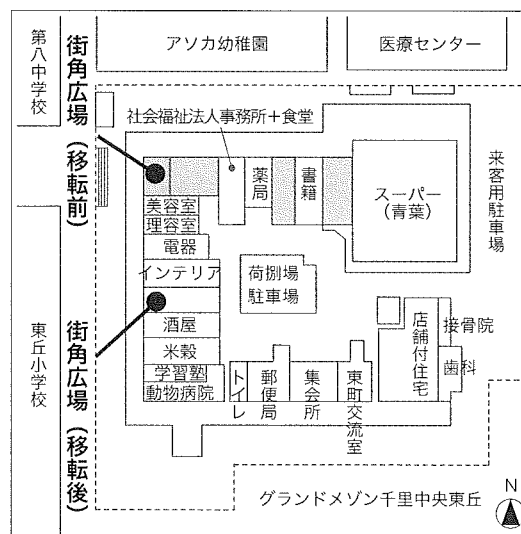 第八中学校
街角広場(移転前)
アソカ幼稚園
医療センター
社会福祉法人事務所+食堂
薬局
書籍
スーパー
(青葉)
来客用駐車場
美容室
理容室
電器
インテリア
荷捌場
駐車場
酒屋
米穀
学習塾
動物病院
トイレ
郵便局
集会所
東町交流室
店舗付住宅
接骨院
歯科
東丘小学校
街角広場(移転後)
グランドメゾン千里中央東丘
N